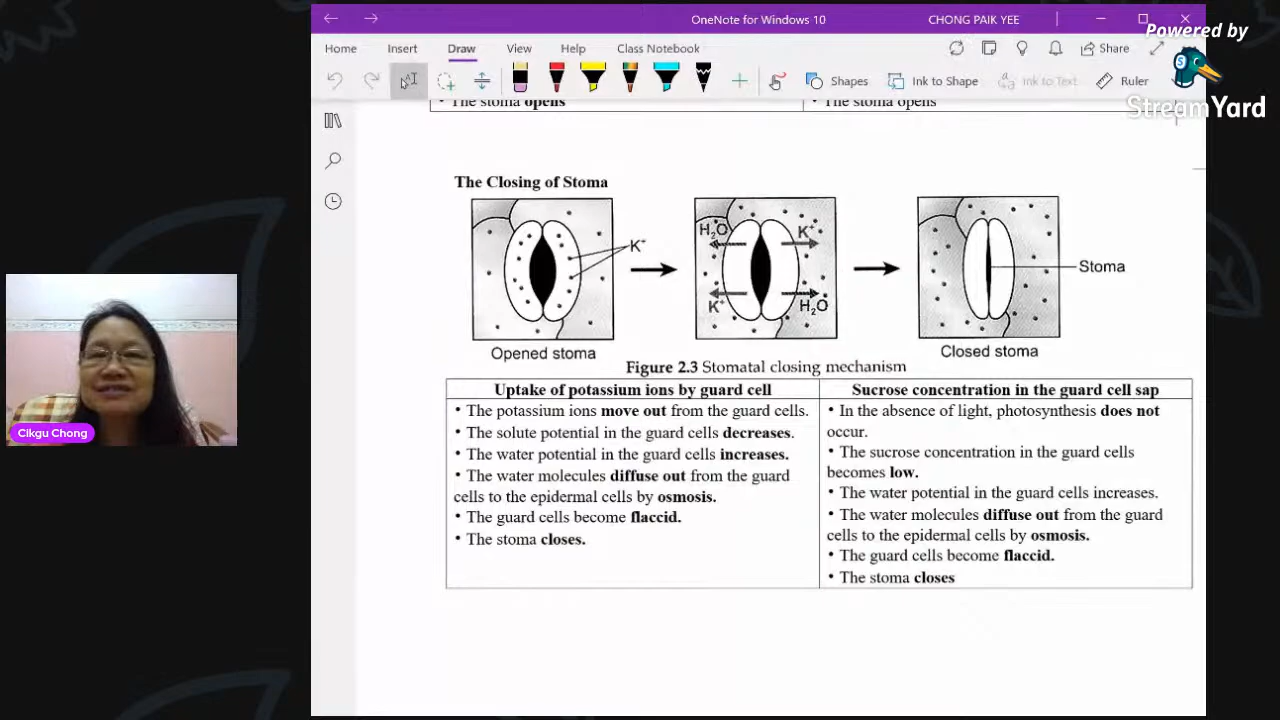 OneNote for Windows 10
CHONG PAIK YEE
Powered by
StreamYard
Home Insert Draw View Help Class Notebook Share
Shapes Ink to Shape Ink to Text Ruler
• The stoma opens • The stoma opens
The Closing of Stoma
K⁺
H₂O K⁺
K⁺ H₂O
Stoma
Opened stoma
Closed stoma
Figure 2.3 Stomatal closing mechanism
Uptake of potassium ions by guard cell
• The potassium ions move out from the guard cells.
• The solute potential in the guard cells decreases.
• The water potential in the guard cells increases.
• The water molecules diffuse out from the guard
cells to the epidermal cells by osmosis.
• The guard cells become flaccid.
• The stoma closes.
Sucrose concentration in the guard cell sap
• In the absence of light, photosynthesis does not
occur.
• The sucrose concentration in the guard cells
becomes low.
• The water potential in the guard cells increases.
• The water molecules diffuse out from the guard
cells to the epidermal cells by osmosis.
• The guard cells become flaccid.
• The stoma closes
Cikgu Chong